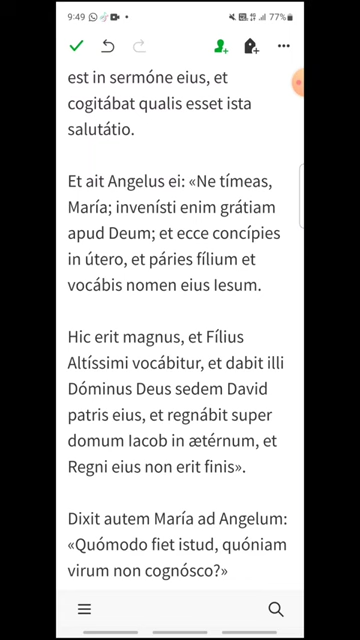 9:49
77%
est in sermóne eius, et
cogitábat qualis esset ista
salutátio.
Et ait Angelus ei: «Ne tímeas,
María; invenísti enim grátiam
apud Deum; et ecce concípies
in útero, et páries fílium et
vocábis nomen eius Iesum.
Hic erit magnus, et Fílius
Altíssimi vocábitur, et dabit illi
Dóminus Deus sedem David
patris eius, et regnábit super
domum Iacob in ætérnum, et
Regni eius non erit finis».
Dixit autem María ad Angelum:
«Quómodo fiet istud, quóniam
virum non cognósco?»